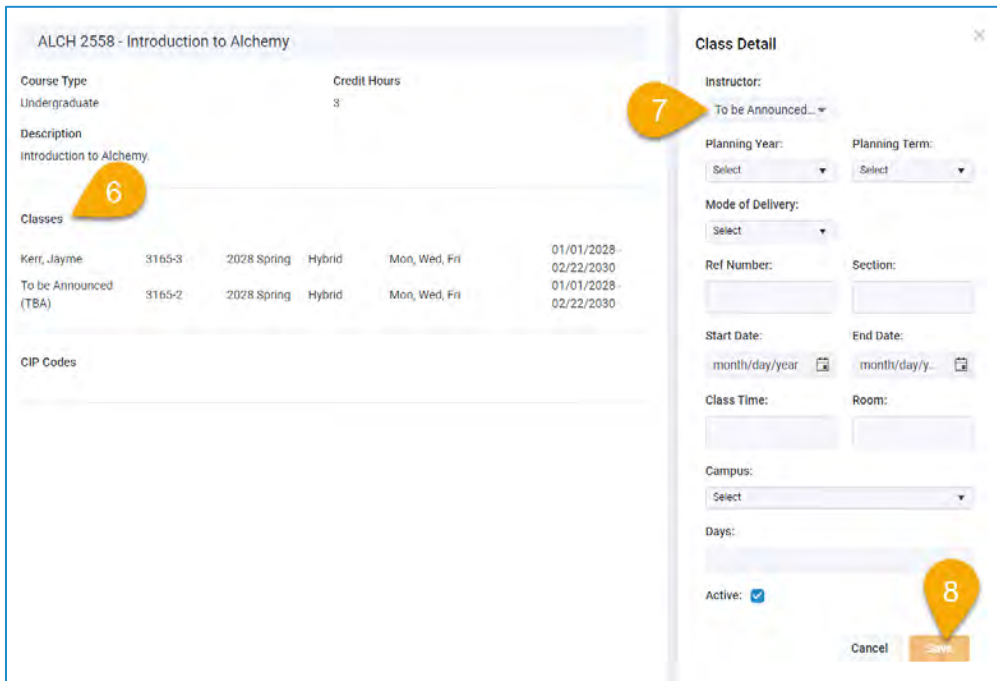 ALCH 2558 - Introduction to Alchemy
Course Type
Credit Hours
Undergraduate
3
Description
Introduction to Alchemy.
6
Classes
Kerr, Jayme 3165-3 2028 Spring Hybrid Mon, Wed, Fri 01/01/2028 -
02/22/2030
To be Announced
(TBA) 3165-2 2028 Spring Hybrid Mon, Wed, Fri 01/01/2028 -
02/22/2030
CIP Codes
Class Detail
Instructor:
7
To be Announced...
Planning Year: Planning Term:
Select Select
Mode of Delivery:
Select
Ref Number: Section:
Start Date: End Date:
month/day/year month/day/y...
Class Time: Room:
Campus:
Select
Days:
Active:
8
Cancel Save